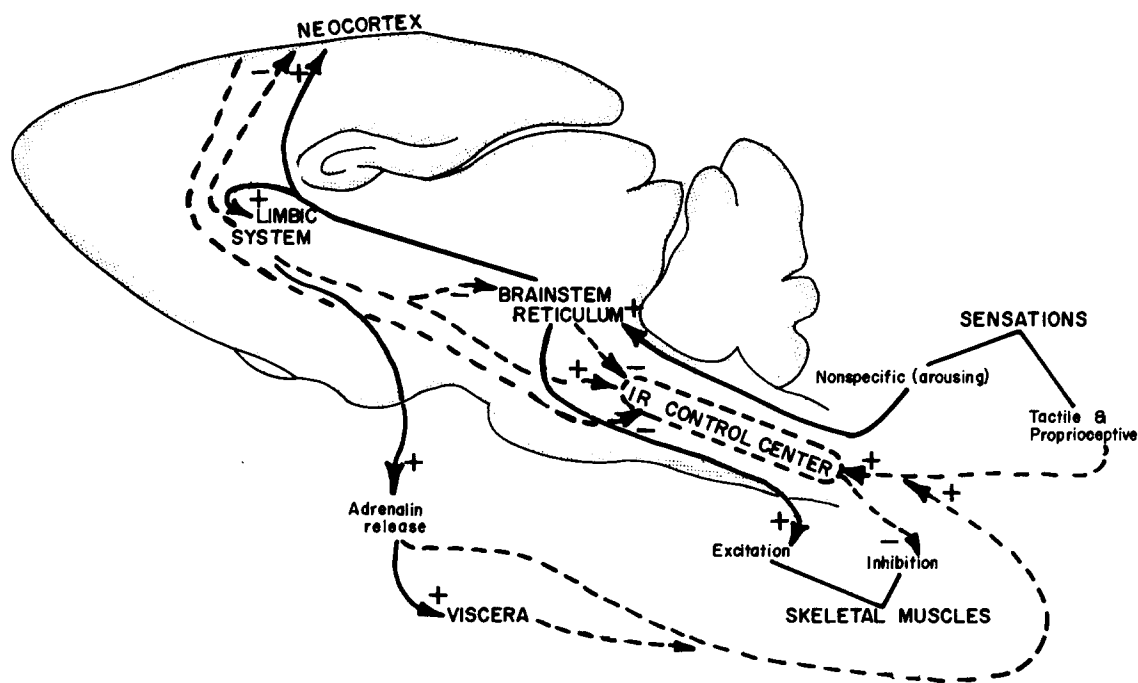 NEOCORTEX
− +
+
LIMBIC
SYSTEM
−
BRAINSTEM
RETICULUM +
SENSATIONS
Nonspecific (arousing)
Tactile &
Proprioceptive
+
−
IR CONTROL CENTER
−
+
+
+
Adrenalin
release
+
Excitation
−
Inhibition
+
VISCERA
SKELETAL MUSCLES